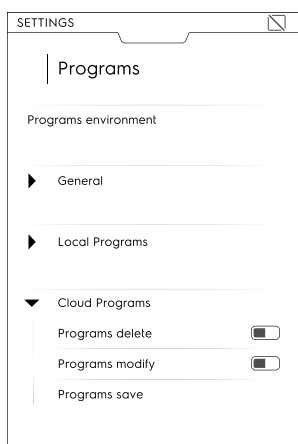 SETTINGS
Programs
Programs environment
General
Local Programs
Cloud Programs
Programs delete
Programs modify
Programs save